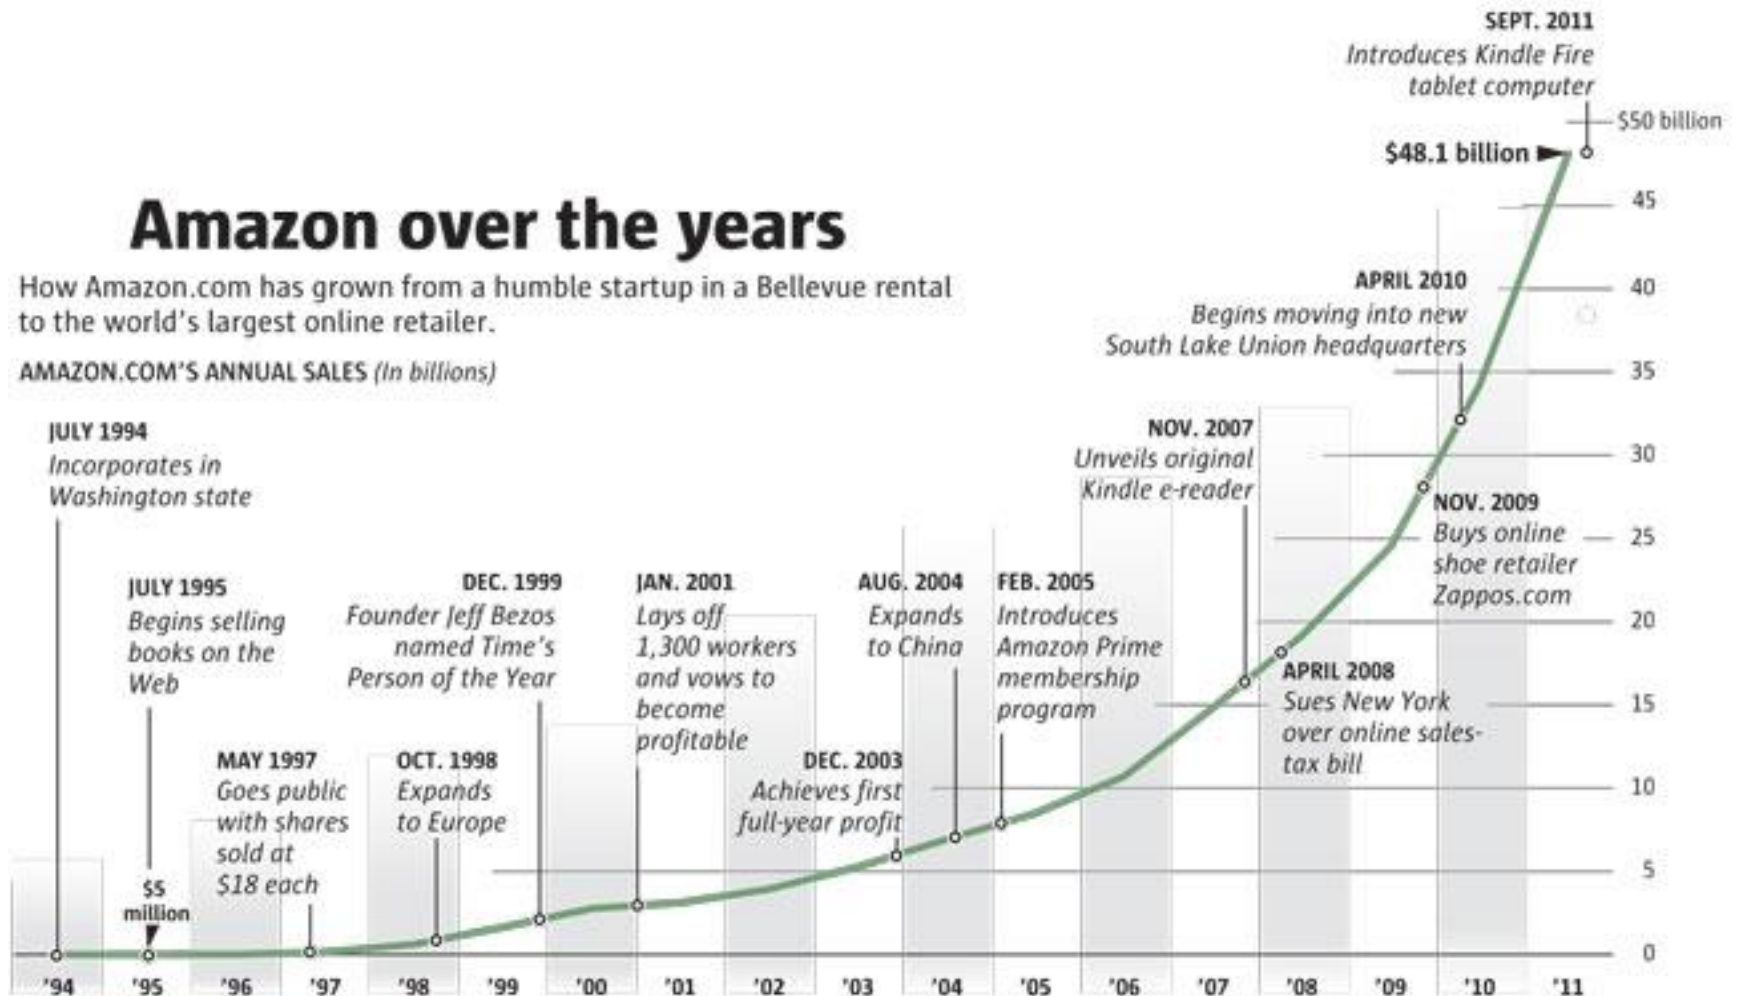 Amazon over the years
How Amazon.com has grown from a humble startup in a Bellevue rental
to the world's largest online retailer.
AMAZON.COM'S ANNUAL SALES (In billions)
JULY 1994
Incorporates in
Washington state
JULY 1995
Begins selling
books on the
Web
$5
million
MAY 1997
Goes public
with shares
sold at
$18 each
OCT. 1998
Expands
to Europe
DEC. 1999
Founder Jeff Bezos
named Time's
Person of the Year
JAN. 2001
Lays off
1,300 workers
and vows to
become
profitable
DEC. 2003
Achieves first
full-year profit
AUG. 2004
Expands
to China
FEB. 2005
Introduces
Amazon Prime
membership
program
NOV. 2007
Unveils original
Kindle e-reader
APRIL 2008
Sues New York
over online sales-
tax bill
NOV. 2009
Buys online
shoe retailer
Zappos.com
APRIL 2010
Begins moving into new
South Lake Union headquarters
SEPT. 2011
Introduces Kindle Fire
tablet computer
$48.1 billion
$50 billion
45
40
35
30
25
20
15
10
5
0
'94 '95 '96 '97 '98 '99 '00 '01 '02 '03 '04 '05 '06 '07 '08 '09 '10 '11